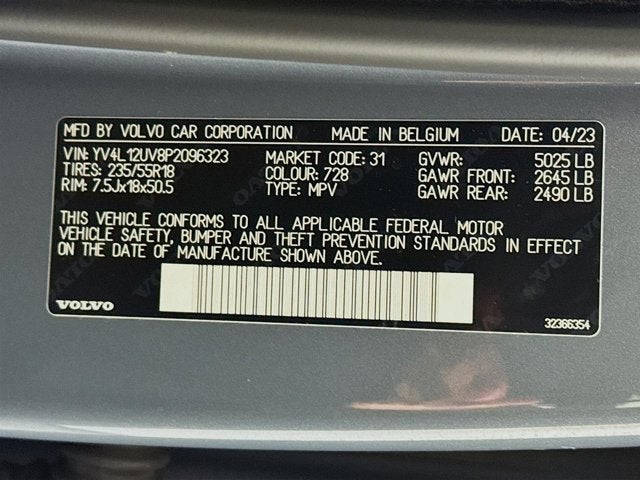 MFD BY VOLVO CAR CORPORATION MADE IN BELGIUM DATE: 04/23
VIN: YV4L12UV8P2096323 MARKET CODE: 31 GVWR: 5025 LB
TIRES: 235/55R18 COLOUR: 728 GAWR FRONT: 2645 LB
RIM: 7.5Jx18x50.5 TYPE: MPV GAWR REAR: 2490 LB
THIS VEHICLE CONFORMS TO ALL APPLICABLE FEDERAL MOTOR
VEHICLE SAFETY, BUMPER AND THEFT PREVENTION STANDARDS IN EFFECT
ON THE DATE OF MANUFACTURE SHOWN ABOVE.
VOLVO 32366354